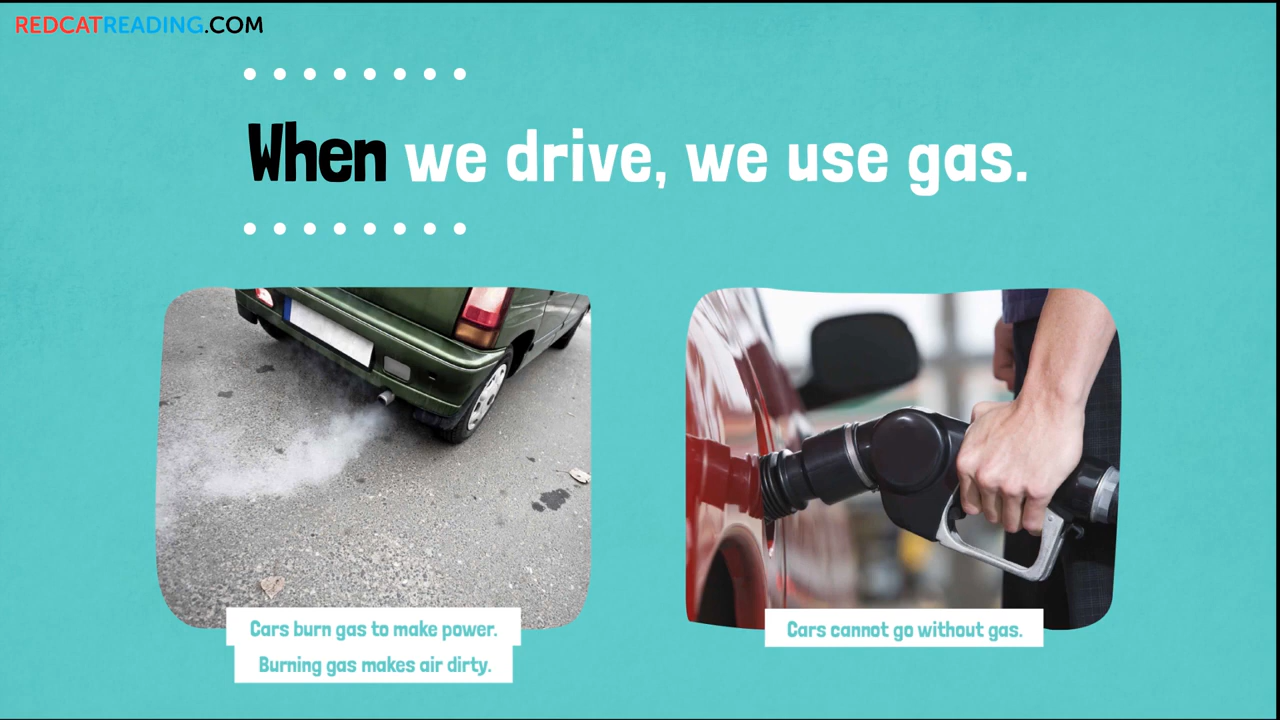 REDCATREADING.COM
When we drive, we use gas.
Cars burn gas to make power.
Burning gas makes air dirty.
Cars cannot go without gas.